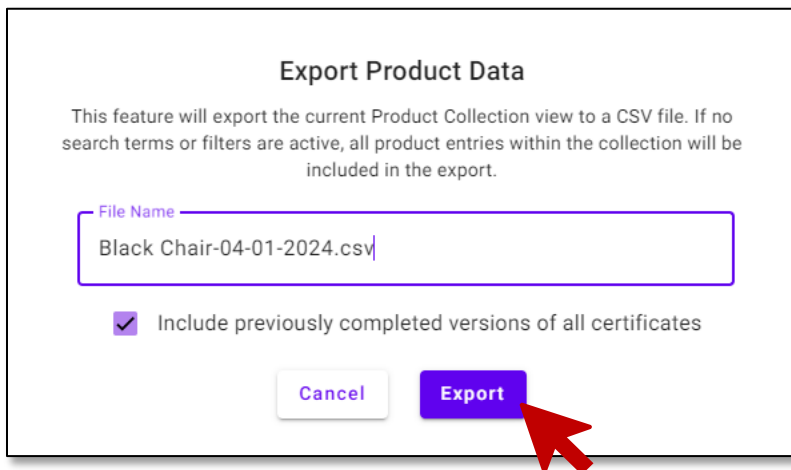 Export Product Data
This feature will export the current Product Collection view to a CSV file. If no
search terms or filters are active, all product entries within the collection will be
included in the export.
File Name
Black Chair-04-01-2024.csv
Include previously completed versions of all certificates
Cancel
Export